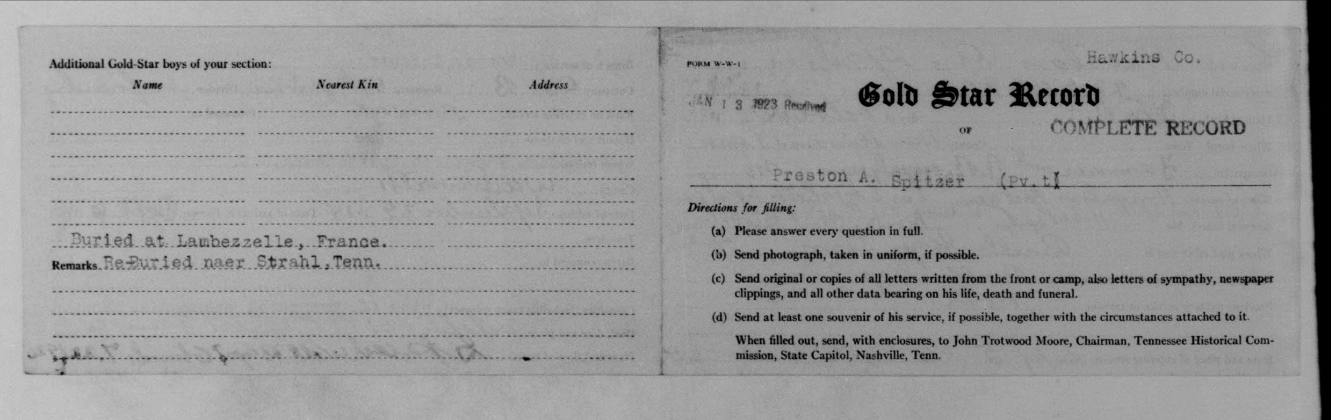 Additional Gold-Star boys of your section:
Name Nearest Kin Address
Buried at Lambezzelle, France.
Remarks Re-Buried naer Strahl, Tenn.
Hawkins Co.
FORM W-W-1
JAN 13 1923 Received
Gold Star Record
OF
COMPLETE RECORD
Preston A. Spitzer (Pv.t)
Directions for filling:
(a) Please answer every question in full.
(b) Send photograph, taken in uniform, if possible.
(c) Send original or copies of all letters written from the front or camp, also letters of sympathy, newspaper
clippings, and all other data bearing on his life, death and funeral.
(d) Send at least one souvenir of his service, if possible, together with the circumstances attached to it.
When filled out, send, with enclosures, to John Trotwood Moore, Chairman, Tennessee Historical Com-
mission, State Capitol, Nashville, Tenn.